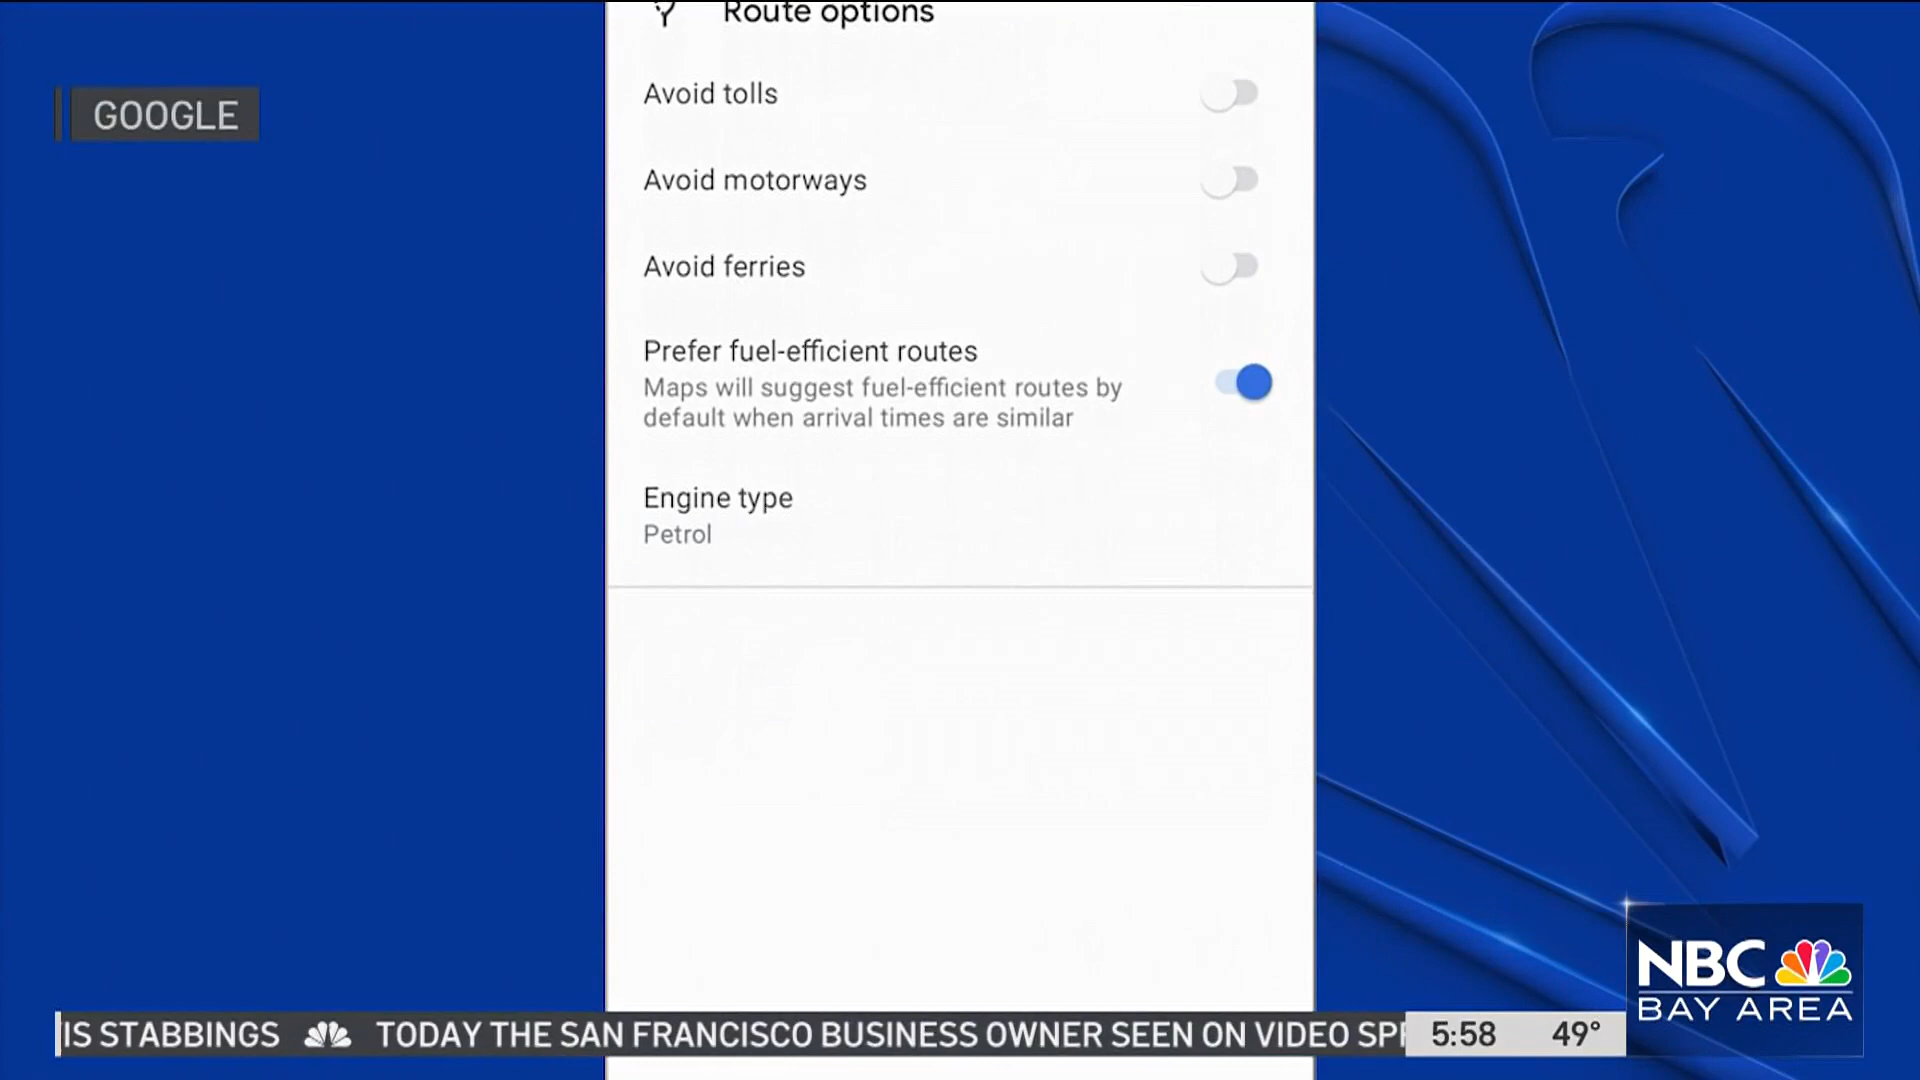 Route options
GOOGLE
Avoid tolls
Avoid motorways
Avoid ferries
Prefer fuel-efficient routes
Maps will suggest fuel-efficient routes by
default when arrival times are similar
Engine type
Petrol
NBC
BAY AREA
IS STABBINGS TODAY THE SAN FRANCISCO BUSINESS OWNER SEEN ON VIDEO 5:58 49°